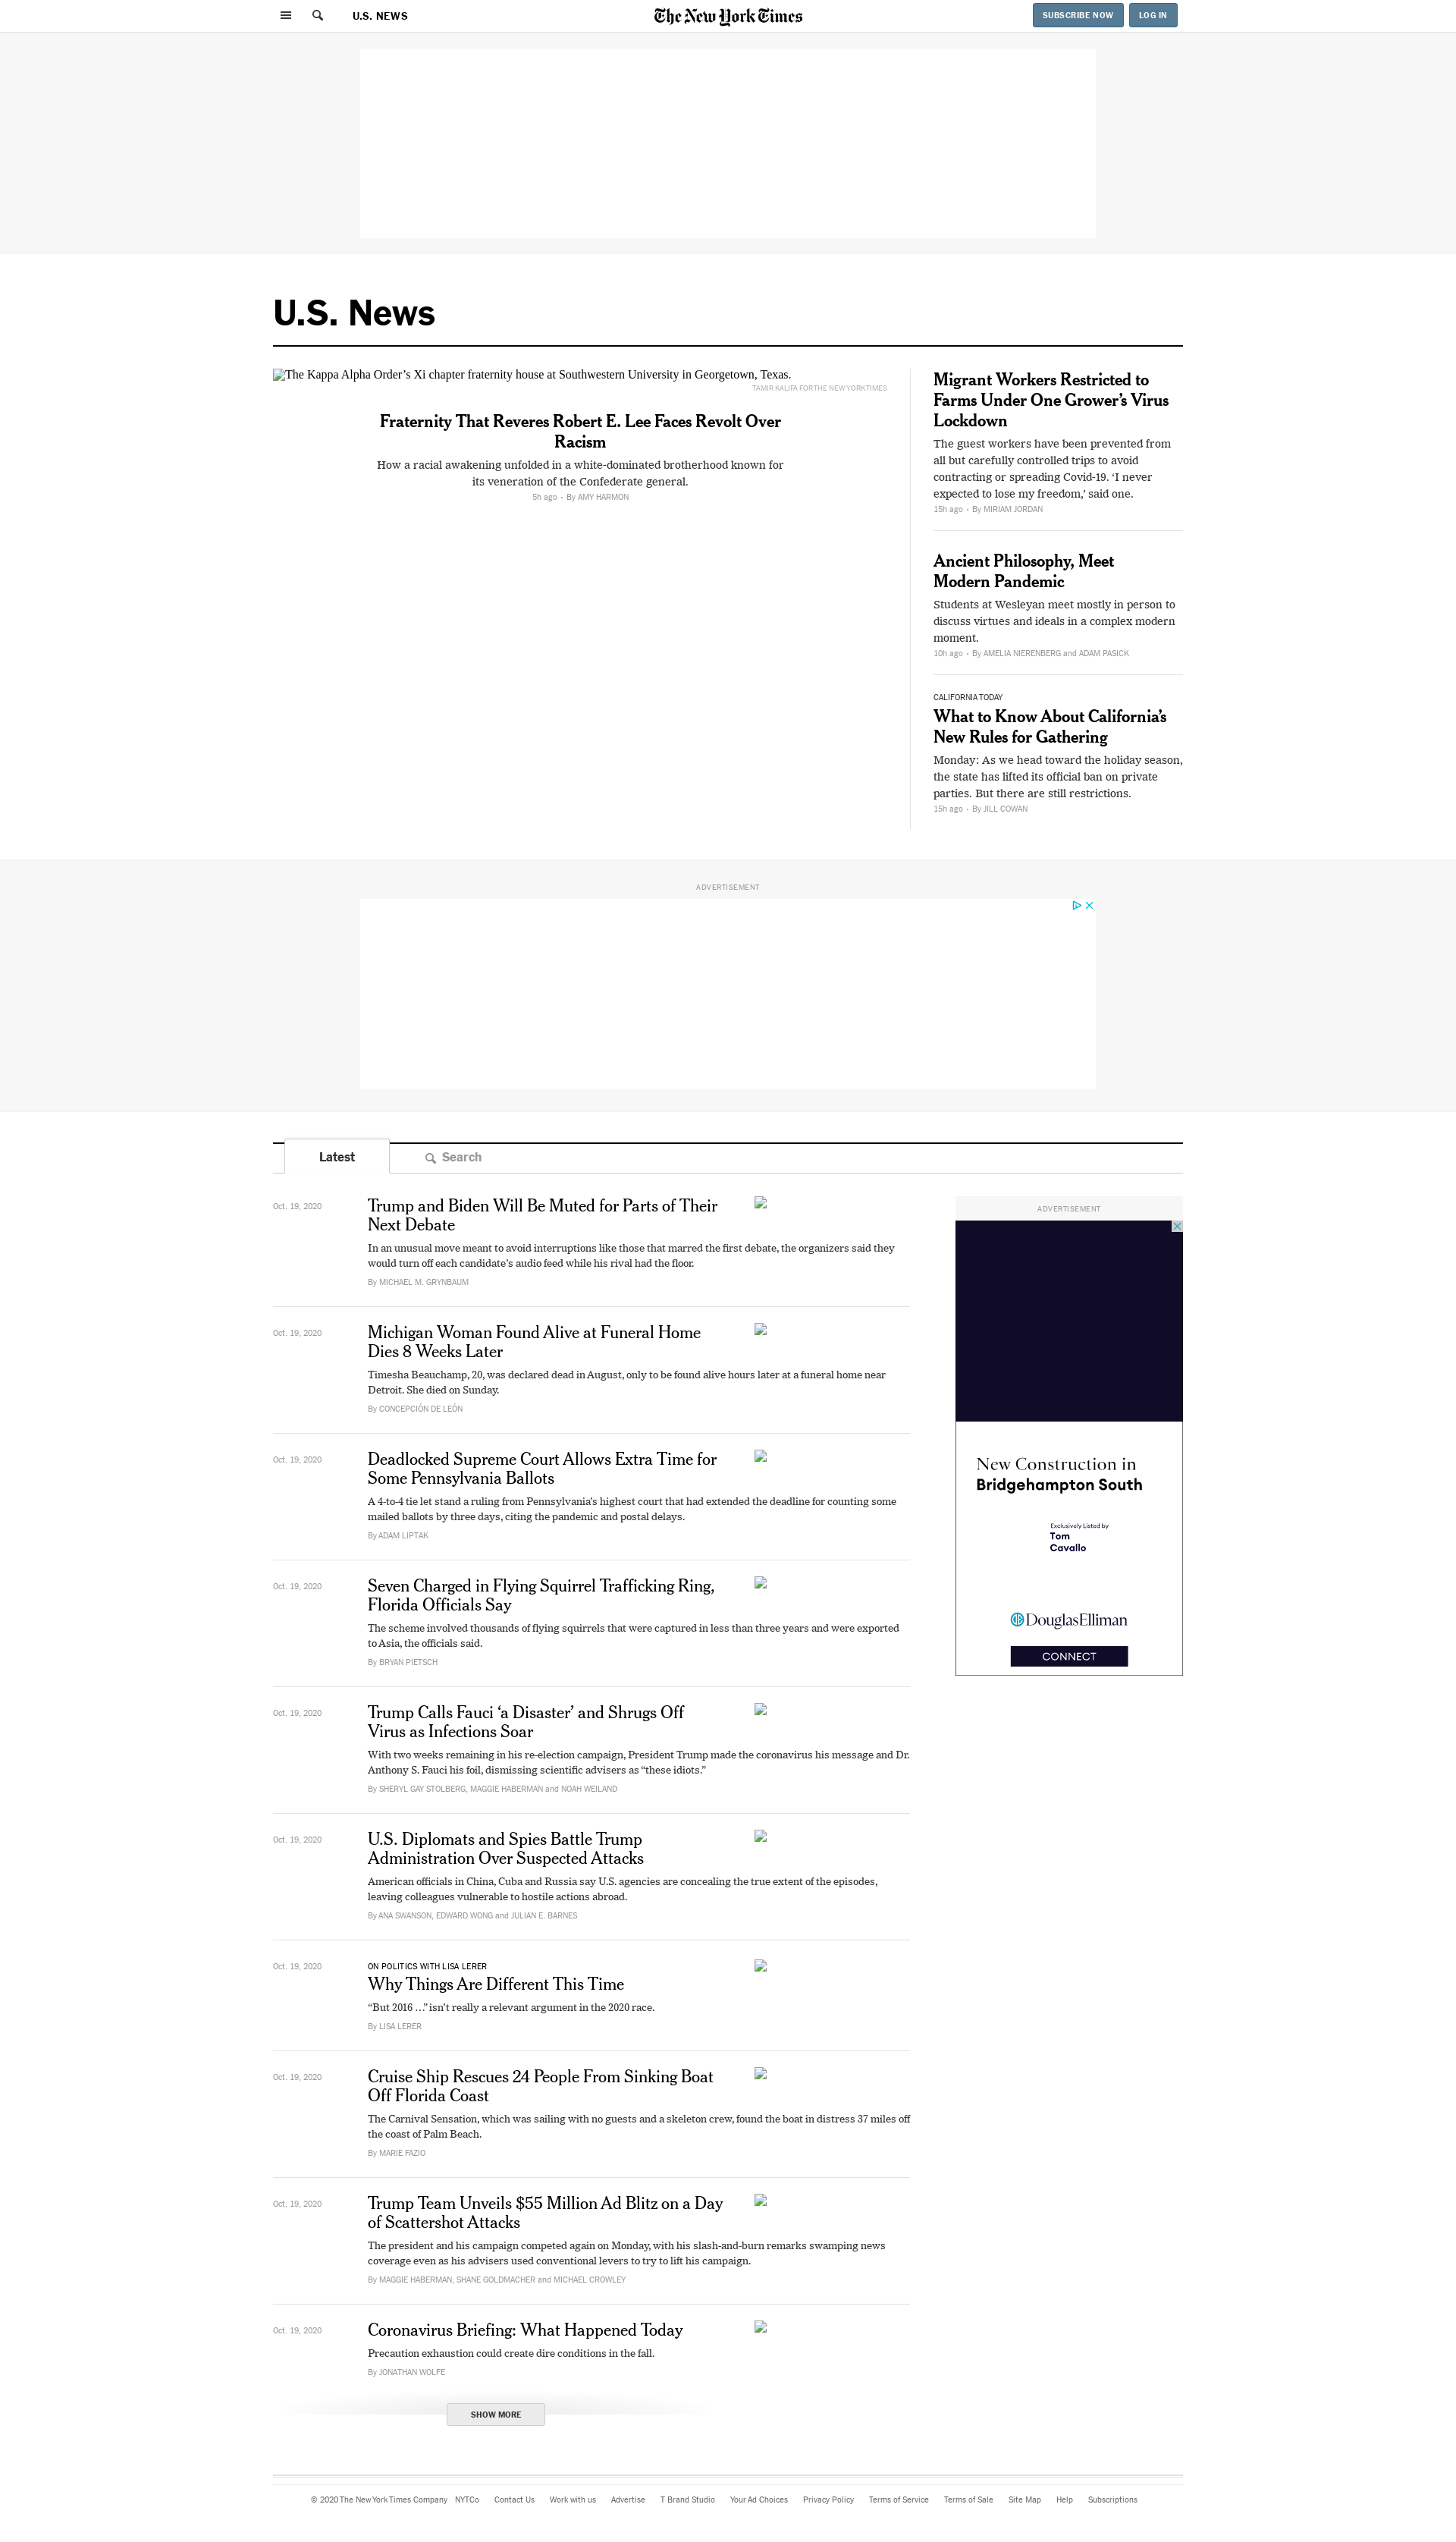 U.S. NEWS
The New York Times
SUBSCRIBE NOW
LOG IN
U.S. News
The Kappa Alpha Order’s Xi chapter fraternity house at Southwestern University in Georgetown, Texas.
TAMIR KALIFA FOR THE NEW YORK TIMES
Fraternity That Reveres Robert E. Lee Faces Revolt Over
Racism
How a racial awakening unfolded in a white-dominated brotherhood known for
its veneration of the Confederate general.
5h ago • By AMY HARMON
Migrant Workers Restricted to
Farms Under One Grower’s Virus
Lockdown
The guest workers have been prevented from
all but carefully controlled trips to avoid
contracting or spreading Covid-19. ‘I never
expected to lose my freedom,’ said one.
15h ago • By MIRIAM JORDAN
Ancient Philosophy, Meet
Modern Pandemic
Students at Wesleyan meet mostly in person to
discuss virtues and ideals in a complex modern
moment.
10h ago • By AMELIA NIERENBERG and ADAM PASICK
CALIFORNIA TODAY
What to Know About California’s
New Rules for Gathering
Monday: As we head toward the holiday season,
the state has lifted its official ban on private
parties. But there are still restrictions.
15h ago • By JILL COWAN
ADVERTISEMENT
Latest
Search
Oct. 19, 2020
Trump and Biden Will Be Muted for Parts of Their
Next Debate
In an unusual move meant to avoid interruptions like those that marred the first debate, the organizers said they
would turn off each candidate’s audio feed while his rival had the floor.
By MICHAEL M. GRYNBAUM
Oct. 19, 2020
Michigan Woman Found Alive at Funeral Home
Dies 8 Weeks Later
Timesha Beauchamp, 20, was declared dead in August, only to be found alive hours later at a funeral home near
Detroit. She died on Sunday.
By CONCEPCIÓN DE LEÓN
Oct. 19, 2020
Deadlocked Supreme Court Allows Extra Time for
Some Pennsylvania Ballots
A 4-to-4 tie let stand a ruling from Pennsylvania’s highest court that had extended the deadline for counting some
mailed ballots by three days, citing the pandemic and postal delays.
By ADAM LIPTAK
Oct. 19, 2020
Seven Charged in Flying Squirrel Trafficking Ring,
Florida Officials Say
The scheme involved thousands of flying squirrels that were captured in less than three years and were exported
to Asia, the officials said.
By BRYAN PIETSCH
Oct. 19, 2020
Trump Calls Fauci ‘a Disaster’ and Shrugs Off
Virus as Infections Soar
With two weeks remaining in his re-election campaign, President Trump made the coronavirus his message and Dr.
Anthony S. Fauci his foil, dismissing scientific advisers as “these idiots.”
By SHERYL GAY STOLBERG, MAGGIE HABERMAN and NOAH WEILAND
Oct. 19, 2020
U.S. Diplomats and Spies Battle Trump
Administration Over Suspected Attacks
American officials in China, Cuba and Russia say U.S. agencies are concealing the true extent of the episodes,
leaving colleagues vulnerable to hostile actions abroad.
By ANA SWANSON, EDWARD WONG and JULIAN E. BARNES
Oct. 19, 2020
ON POLITICS WITH LISA LERER
Why Things Are Different This Time
“But 2016 …” isn’t really a relevant argument in the 2020 race.
By LISA LERER
Oct. 19, 2020
Cruise Ship Rescues 24 People From Sinking Boat
Off Florida Coast
The Carnival Sensation, which was sailing with no guests and a skeleton crew, found the boat in distress 37 miles off
the coast of Palm Beach.
By MARIE FAZIO
Oct. 19, 2020
Trump Team Unveils $55 Million Ad Blitz on a Day
of Scattershot Attacks
The president and his campaign competed again on Monday, with his slash-and-burn remarks swamping news
coverage even as his advisers used conventional levers to try to lift his campaign.
By MAGGIE HABERMAN, SHANE GOLDMACHER and MICHAEL CROWLEY
Oct. 19, 2020
Coronavirus Briefing: What Happened Today
Precaution exhaustion could create dire conditions in the fall.
By JONATHAN WOLFE
SHOW MORE
ADVERTISEMENT
New Construction in
Bridgehampton South
Exclusively Listed by
Tom
Cavallo
DouglasElliman
CONNECT
© 2020 The New York Times Company NYTCo Contact Us Work with us Advertise T Brand Studio Your Ad Choices Privacy Policy Terms of Service Terms of Sale Site Map Help Subscriptions